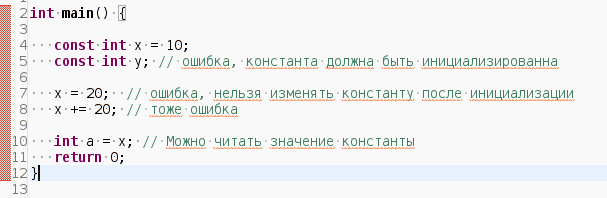 2 int main() {
3
4 const int x = 10;
5 const int y; // ошибка, константа должна быть инициализированна
6
7 x = 20; // ошибка, нельзя изменять константу после инициализации
8 x += 20; // тоже ошибка
9
10 int a = x; // Можно читать значение константы
11 return 0;
12 }
13